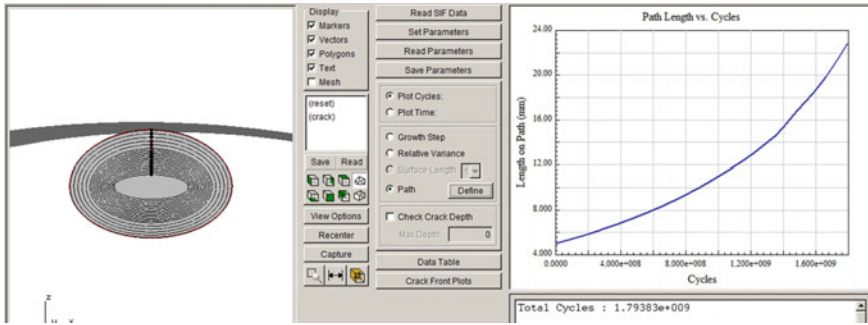 z
y x
Display
Markers
Vectors
Polygons
Text
Mesh
(reset)
(crack)
Save Read
View Options
Recenter
Capture
Read SIF Data
Set Parameters
Read Parameters
Save Parameters
Plot Cycles:
Plot Time:
Growth Step
Relative Variance
Surface Length
Path Define
Check Crack Depth
Max Depth 0
Data Table
Crack Front Plots
Path Length vs. Cycles
Length on Path (mm)
24.00
20.00
16.00
12.00
8.000
4.000
0.0000 4.000e+008 8.000e+008 1.200e+009 1.600e+009
Cycles
Total Cycles : 1.79383e+009